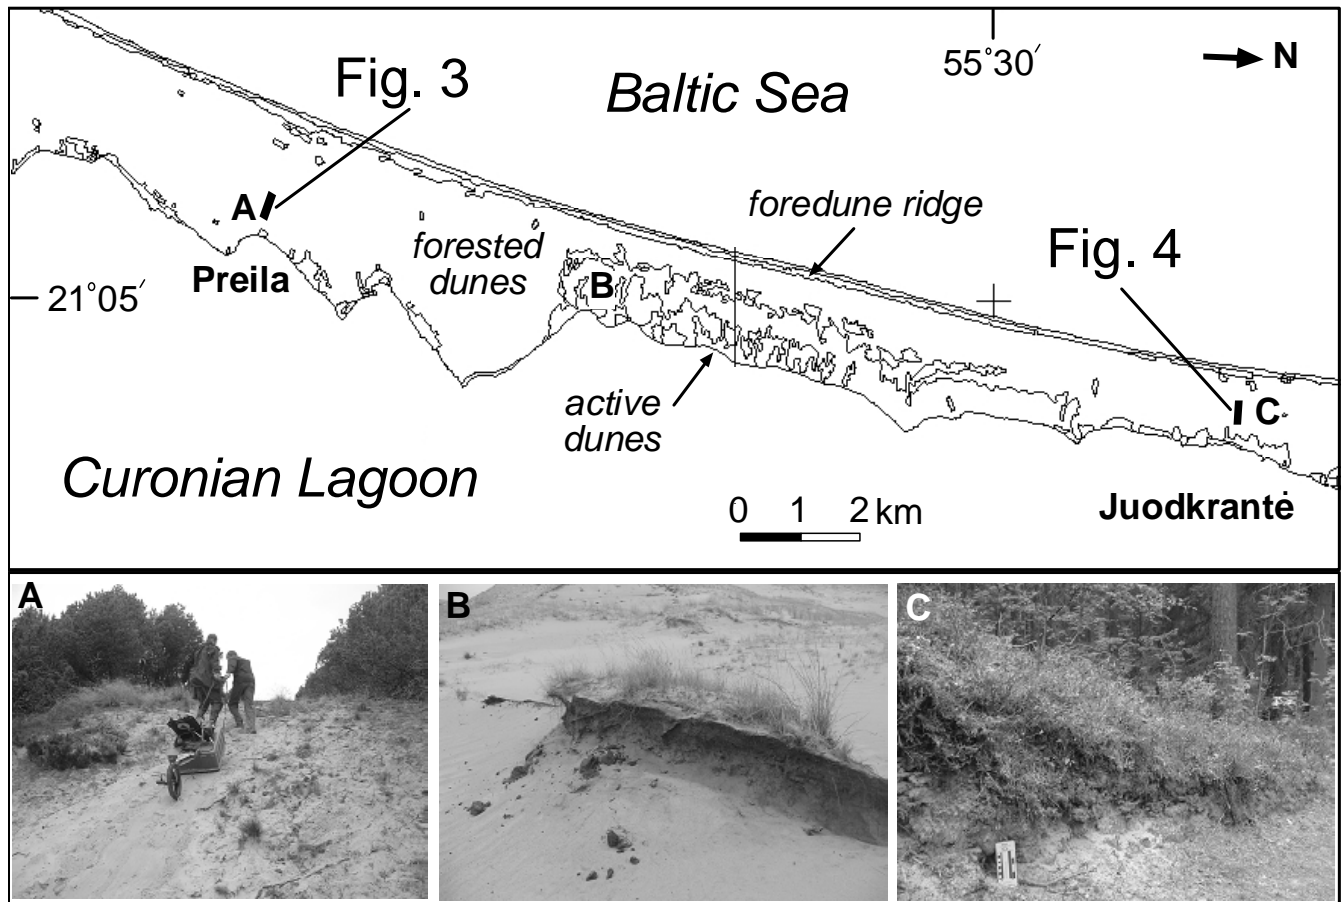 55°30′
N
Fig. 3
Baltic Sea
A
foredune ridge
forested
dunes
Fig. 4
Preila
B
21°05′
active
dunes
C
Curonian Lagoon
0 1 2 km
Juodkrantė
A
B
C